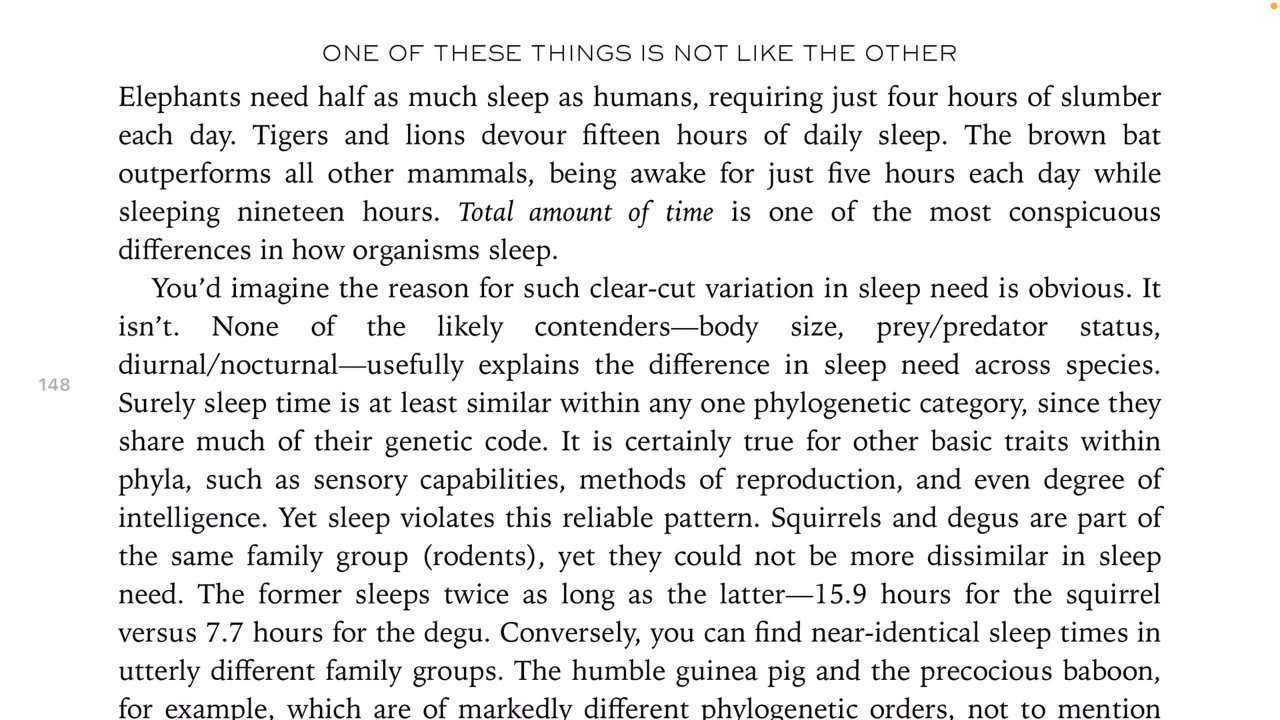 ONE OF THESE THINGS IS NOT LIKE THE OTHER
Elephants need half as much sleep as humans, requiring just four hours of slumber
each day. Tigers and lions devour fifteen hours of daily sleep. The brown bat
outperforms all other mammals, being awake for just five hours each day while
sleeping nineteen hours. Total amount of time is one of the most conspicuous
differences in how organisms sleep.
You’d imagine the reason for such clear-cut variation in sleep need is obvious. It
isn’t. None of the likely contenders—body size, prey/predator status,
diurnal/nocturnal—usefully explains the difference in sleep need across species.
148
Surely sleep time is at least similar within any one phylogenetic category, since they
share much of their genetic code. It is certainly true for other basic traits within
phyla, such as sensory capabilities, methods of reproduction, and even degree of
intelligence. Yet sleep violates this reliable pattern. Squirrels and degus are part of
the same family group (rodents), yet they could not be more dissimilar in sleep
need. The former sleeps twice as long as the latter—15.9 hours for the squirrel
versus 7.7 hours for the degu. Conversely, you can find near-identical sleep times in
utterly different family groups. The humble guinea pig and the precocious baboon,
for example, which are of markedly different phylogenetic orders, not to mention